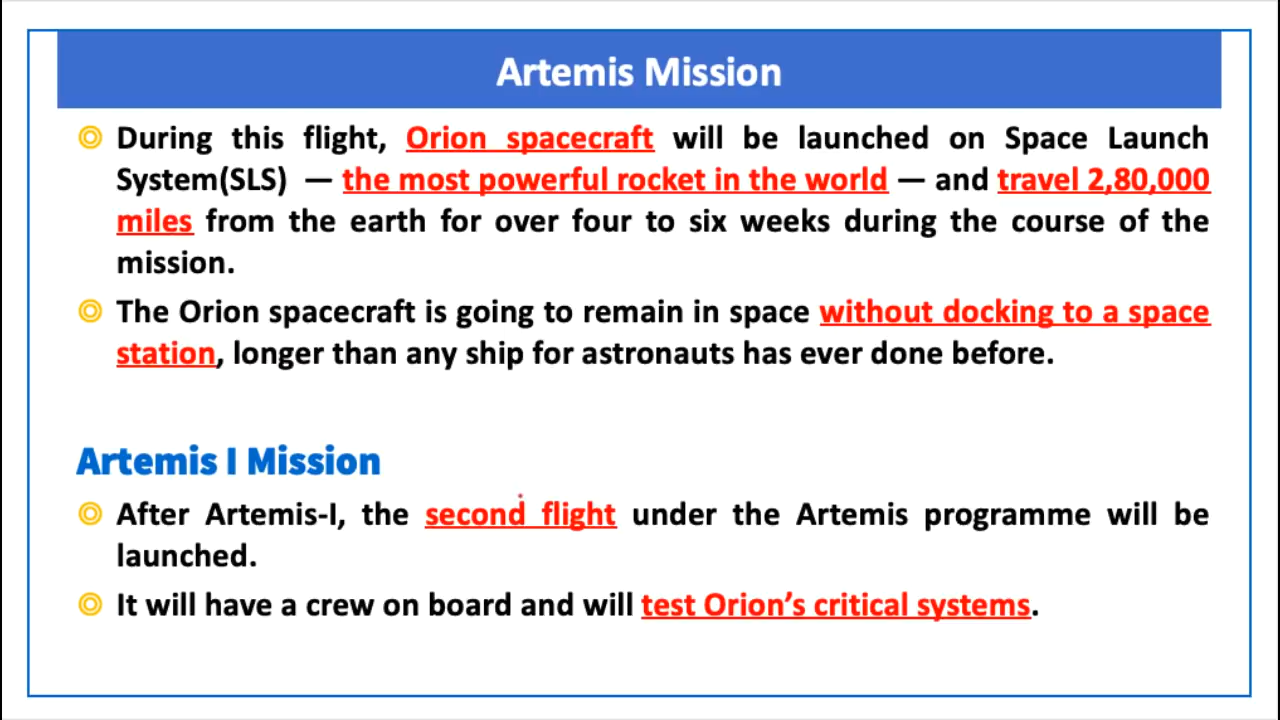 Artemis Mission
During this flight, Orion spacecraft will be launched on Space Launch
System(SLS) — the most powerful rocket in the world — and travel 2,80,000
miles from the earth for over four to six weeks during the course of the
mission.
The Orion spacecraft is going to remain in space without docking to a space
station, longer than any ship for astronauts has ever done before.
Artemis I Mission
After Artemis-I, the second flight under the Artemis programme will be
launched.
It will have a crew on board and will test Orion’s critical systems.